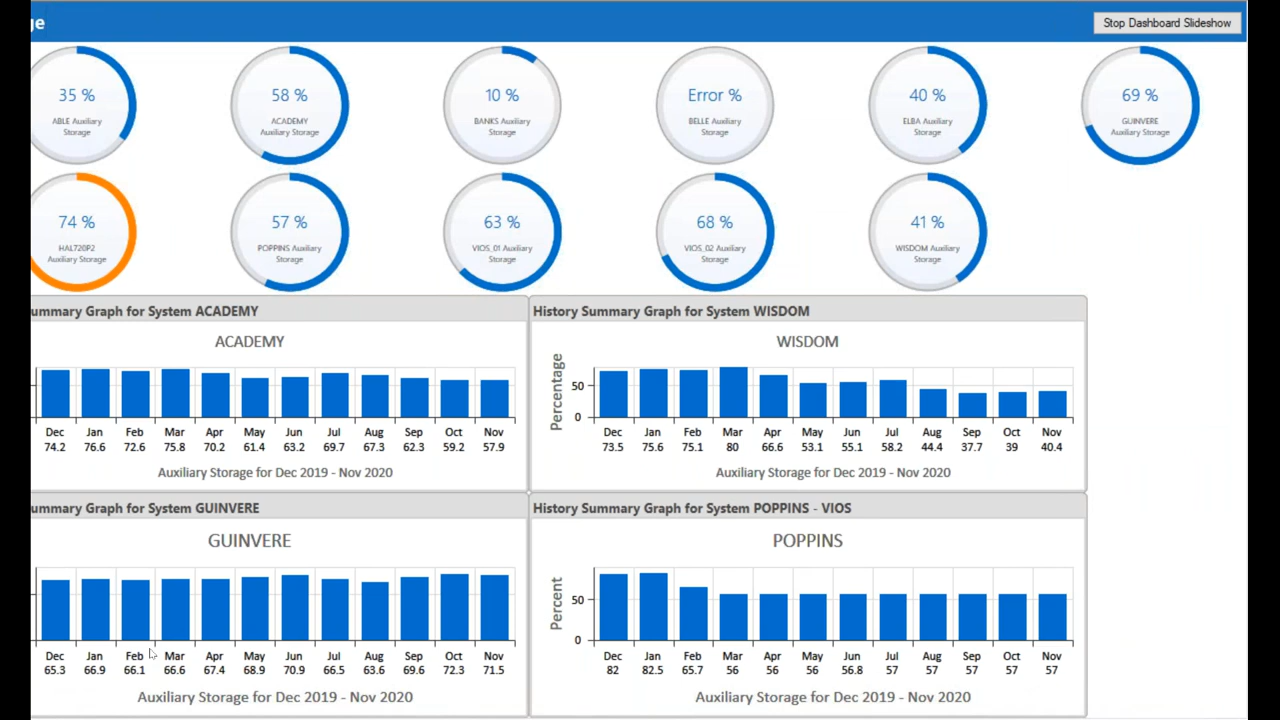 ge
Stop Dashboard Slideshow
35 %
ABLE Auxiliary
Storage
58 %
ACADEMY
Auxiliary Storage
10 %
BANKS Auxiliary
Storage
Error %
BELLE Auxiliary
Storage
40 %
ELBA Auxiliary
Storage
69 %
GUINVERE
Auxiliary Storage
74 %
HAL720P2
Auxiliary Storage
57 %
POPPINS Auxiliary
Storage
63 %
VIOS_01 Auxiliary
Storage
68 %
VIOS_02 Auxiliary
Storage
41 %
WISDOM Auxiliary
Storage
ummary Graph for System ACADEMY
ACADEMY
Dec Jan Feb Mar Apr May Jun Jul Aug Sep Oct Nov
74.2 76.6 72.6 75.8 70.2 61.4 63.2 69.7 67.3 62.3 59.2 57.9
Auxiliary Storage for Dec 2019 - Nov 2020
History Summary Graph for System WISDOM
WISDOM
Percentage
50
0
Dec Jan Feb Mar Apr May Jun Jul Aug Sep Oct Nov
73.5 75.6 75.1 80 66.6 53.1 55.1 58.2 44.4 37.7 39 40.4
Auxiliary Storage for Dec 2019 - Nov 2020
ummary Graph for System GUINVERE
GUINVERE
Dec Jan Feb Mar Apr May Jun Jul Aug Sep Oct Nov
65.3 66.9 66.1 66.6 67.4 68.9 70.9 66.5 63.6 69.6 72.3 71.5
Auxiliary Storage for Dec 2019 - Nov 2020
History Summary Graph for System POPPINS - VIOS
POPPINS
Percent
50
0
Dec Jan Feb Mar Apr May Jun Jul Aug Sep Oct Nov
82 82.5 65.7 56 56 56 56.8 57 57 57 57 57
Auxiliary Storage for Dec 2019 - Nov 2020